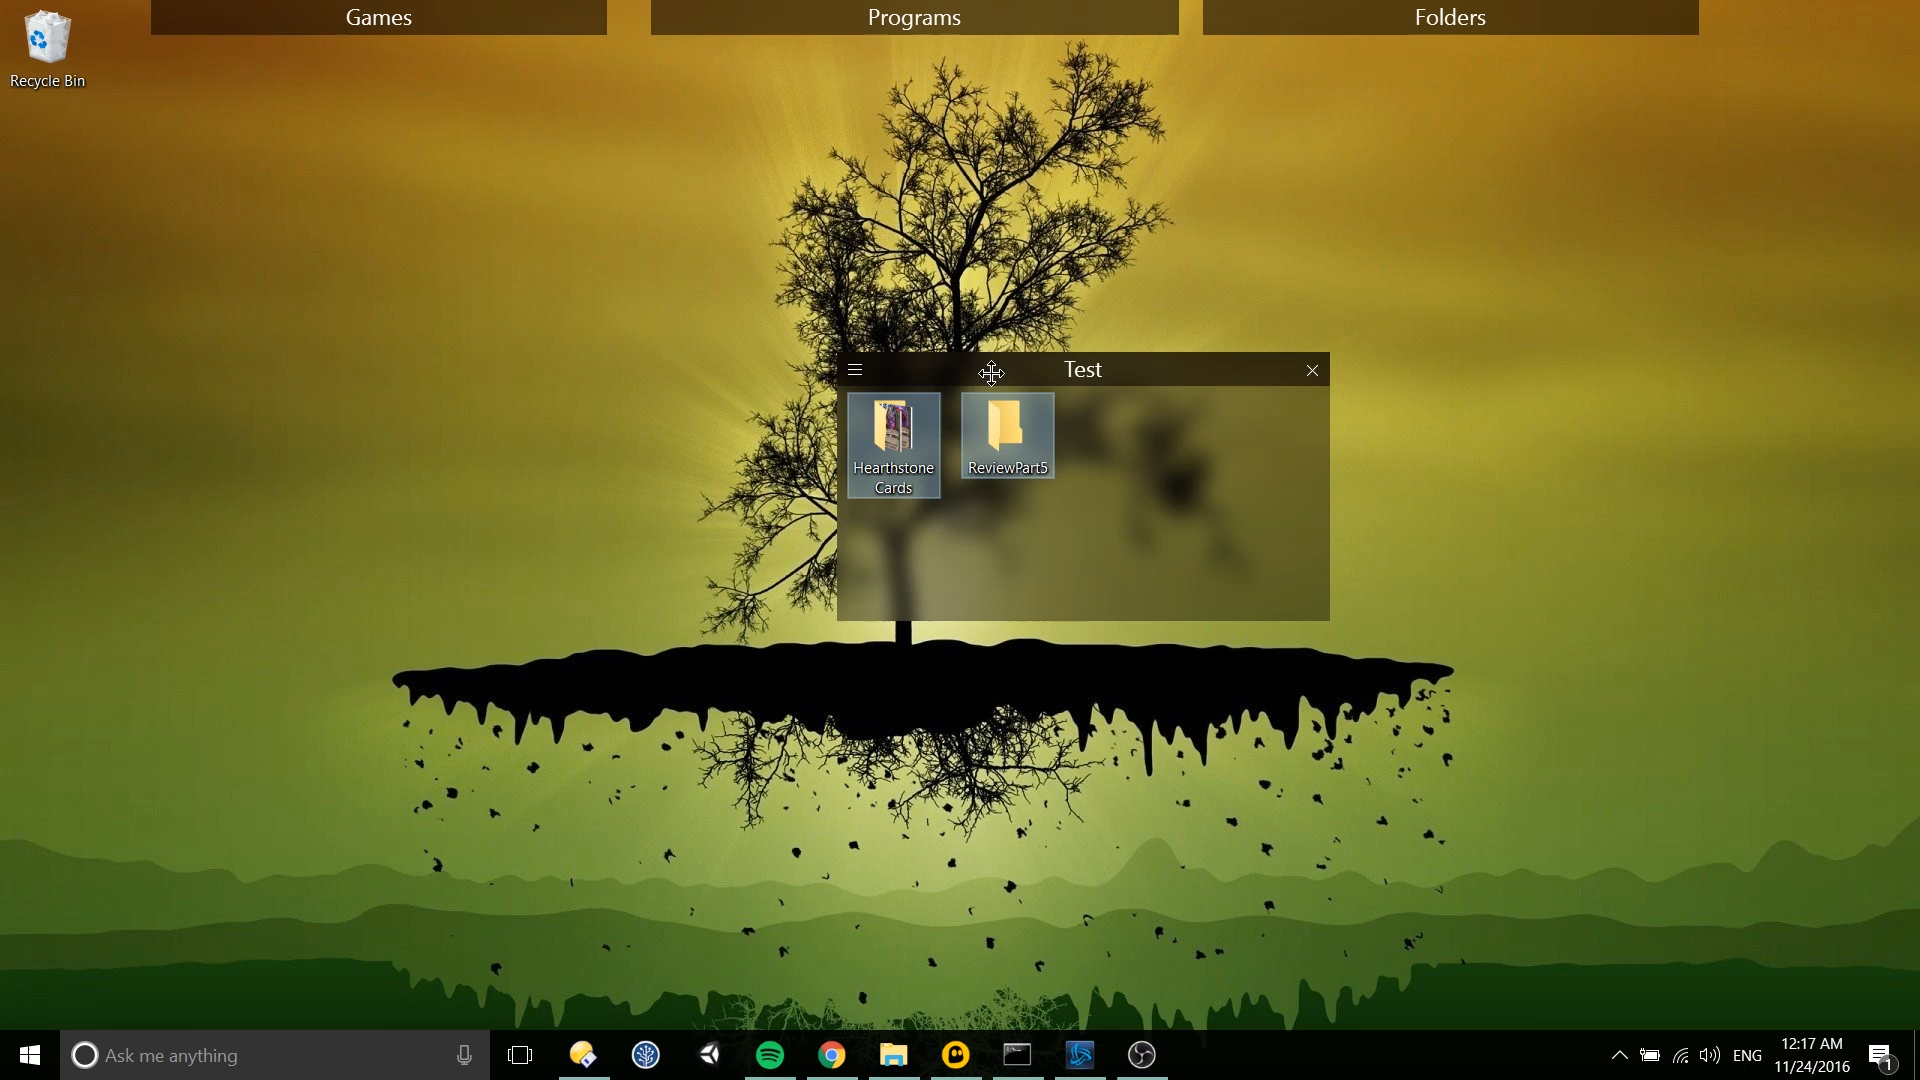 Games
Programs
Folders
Recycle Bin
Test
Hearthstone
Cards
ReviewPart5
Ask me anything
ENG
12:17 AM
11/24/2016
1